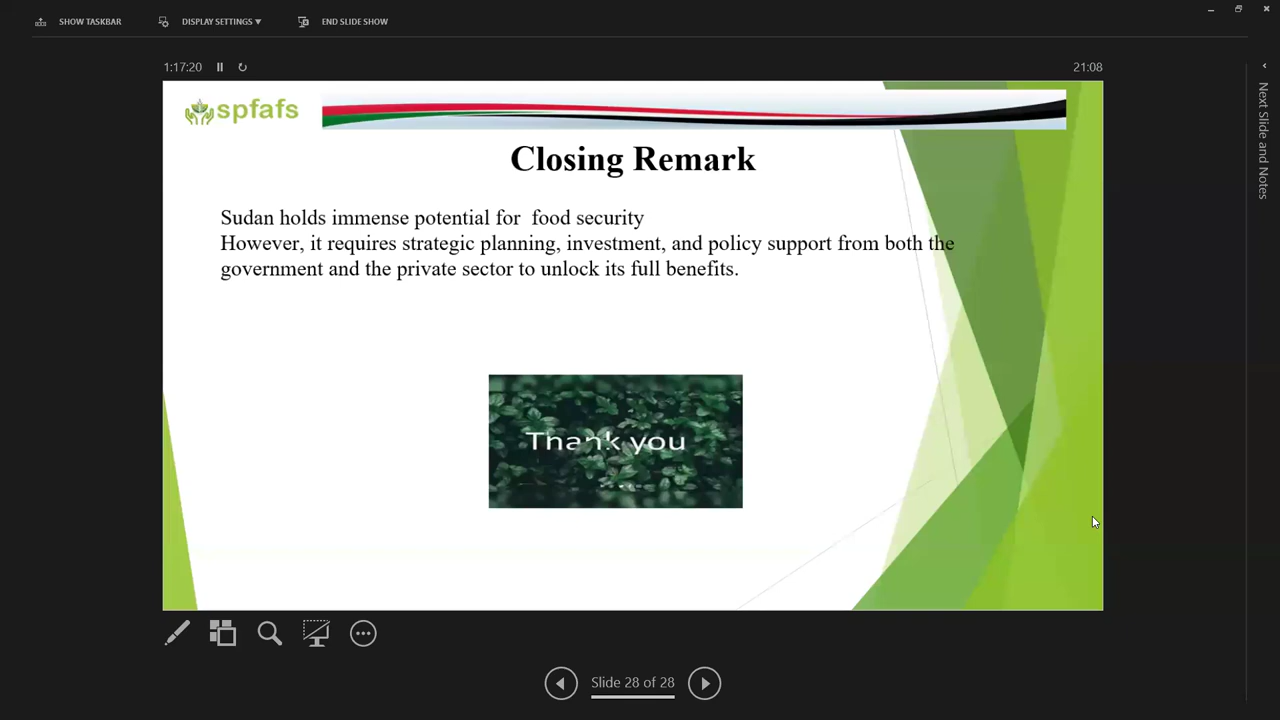 SHOW TASKBAR
DISPLAY SETTINGS
END SLIDE SHOW
1:17:20
21:08
spfafs
Closing Remark
Sudan holds immense potential for  food security
However, it requires strategic planning, investment, and policy support from both the
government and the private sector to unlock its full benefits.
Thank you
Slide 28 of 28
Next Slide and Notes